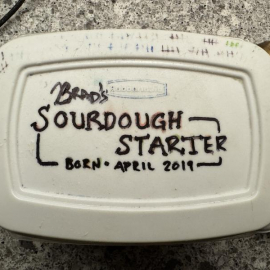 Brad's
SOURDOUGH
STARTER
BORN · APRIL 2019